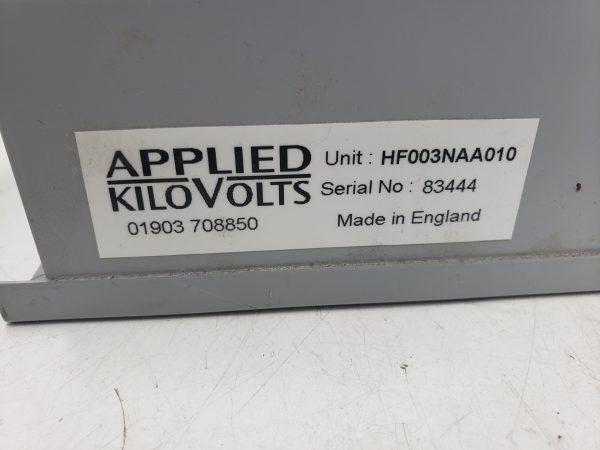 APPLIED
KILOVOLTS
01903 708850
Unit : HF003NAA010
Serial No : 83444
Made in England